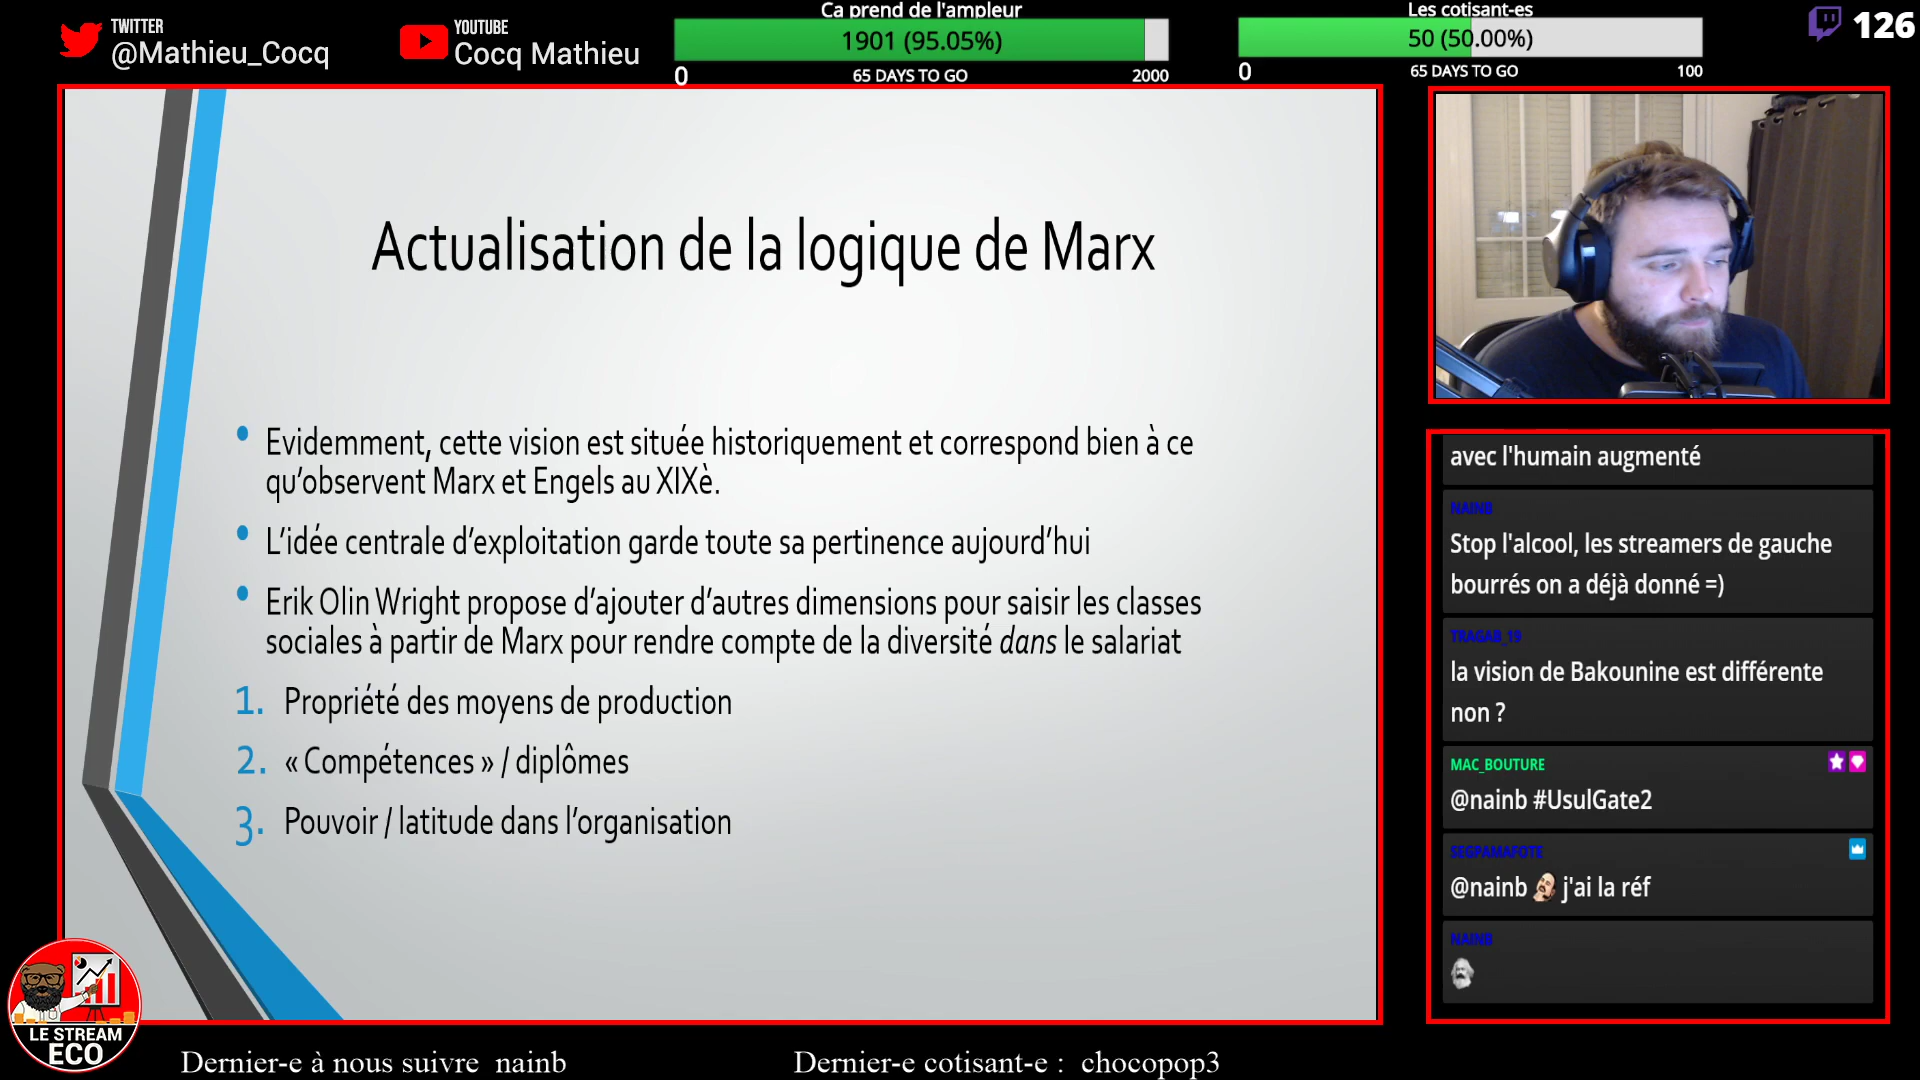 TWITTER
@Mathieu_Cocq
YOUTUBE
Cocq Mathieu
Ca prend de l'ampleur
1901 (95.05%)
0 65 DAYS TO GO 2000
Les cotisant-es
50 (50.00%)
0 65 DAYS TO GO 100
126
Actualisation de la logique de Marx
• Evidemment, cette vision est située historiquement et correspond bien à ce
qu'observent Marx et Engels au XIXè.
• L'idée centrale d'exploitation garde toute sa pertinence aujourd'hui
• Erik Olin Wright propose d'ajouter d'autres dimensions pour saisir les classes
sociales à partir de Marx pour rendre compte de la diversité dans le salariat
1. Propriété des moyens de production
2. « Compétences » / diplômes
3. Pouvoir / latitude dans l'organisation
avec l'humain augmenté
NAINB
Stop l'alcool, les streamers de gauche
bourrés on a déjà donné =)
TRAGAB_19
la vision de Bakounine est différente
non ?
MAC_BOUTURE
@nainb #UsulGate2
SEGPAMAFOTE
@nainb j'ai la réf
NAINB
LE STREAM
ECO
Dernier-e à nous suivre nainb
Dernier-e cotisant-e : chocopop3